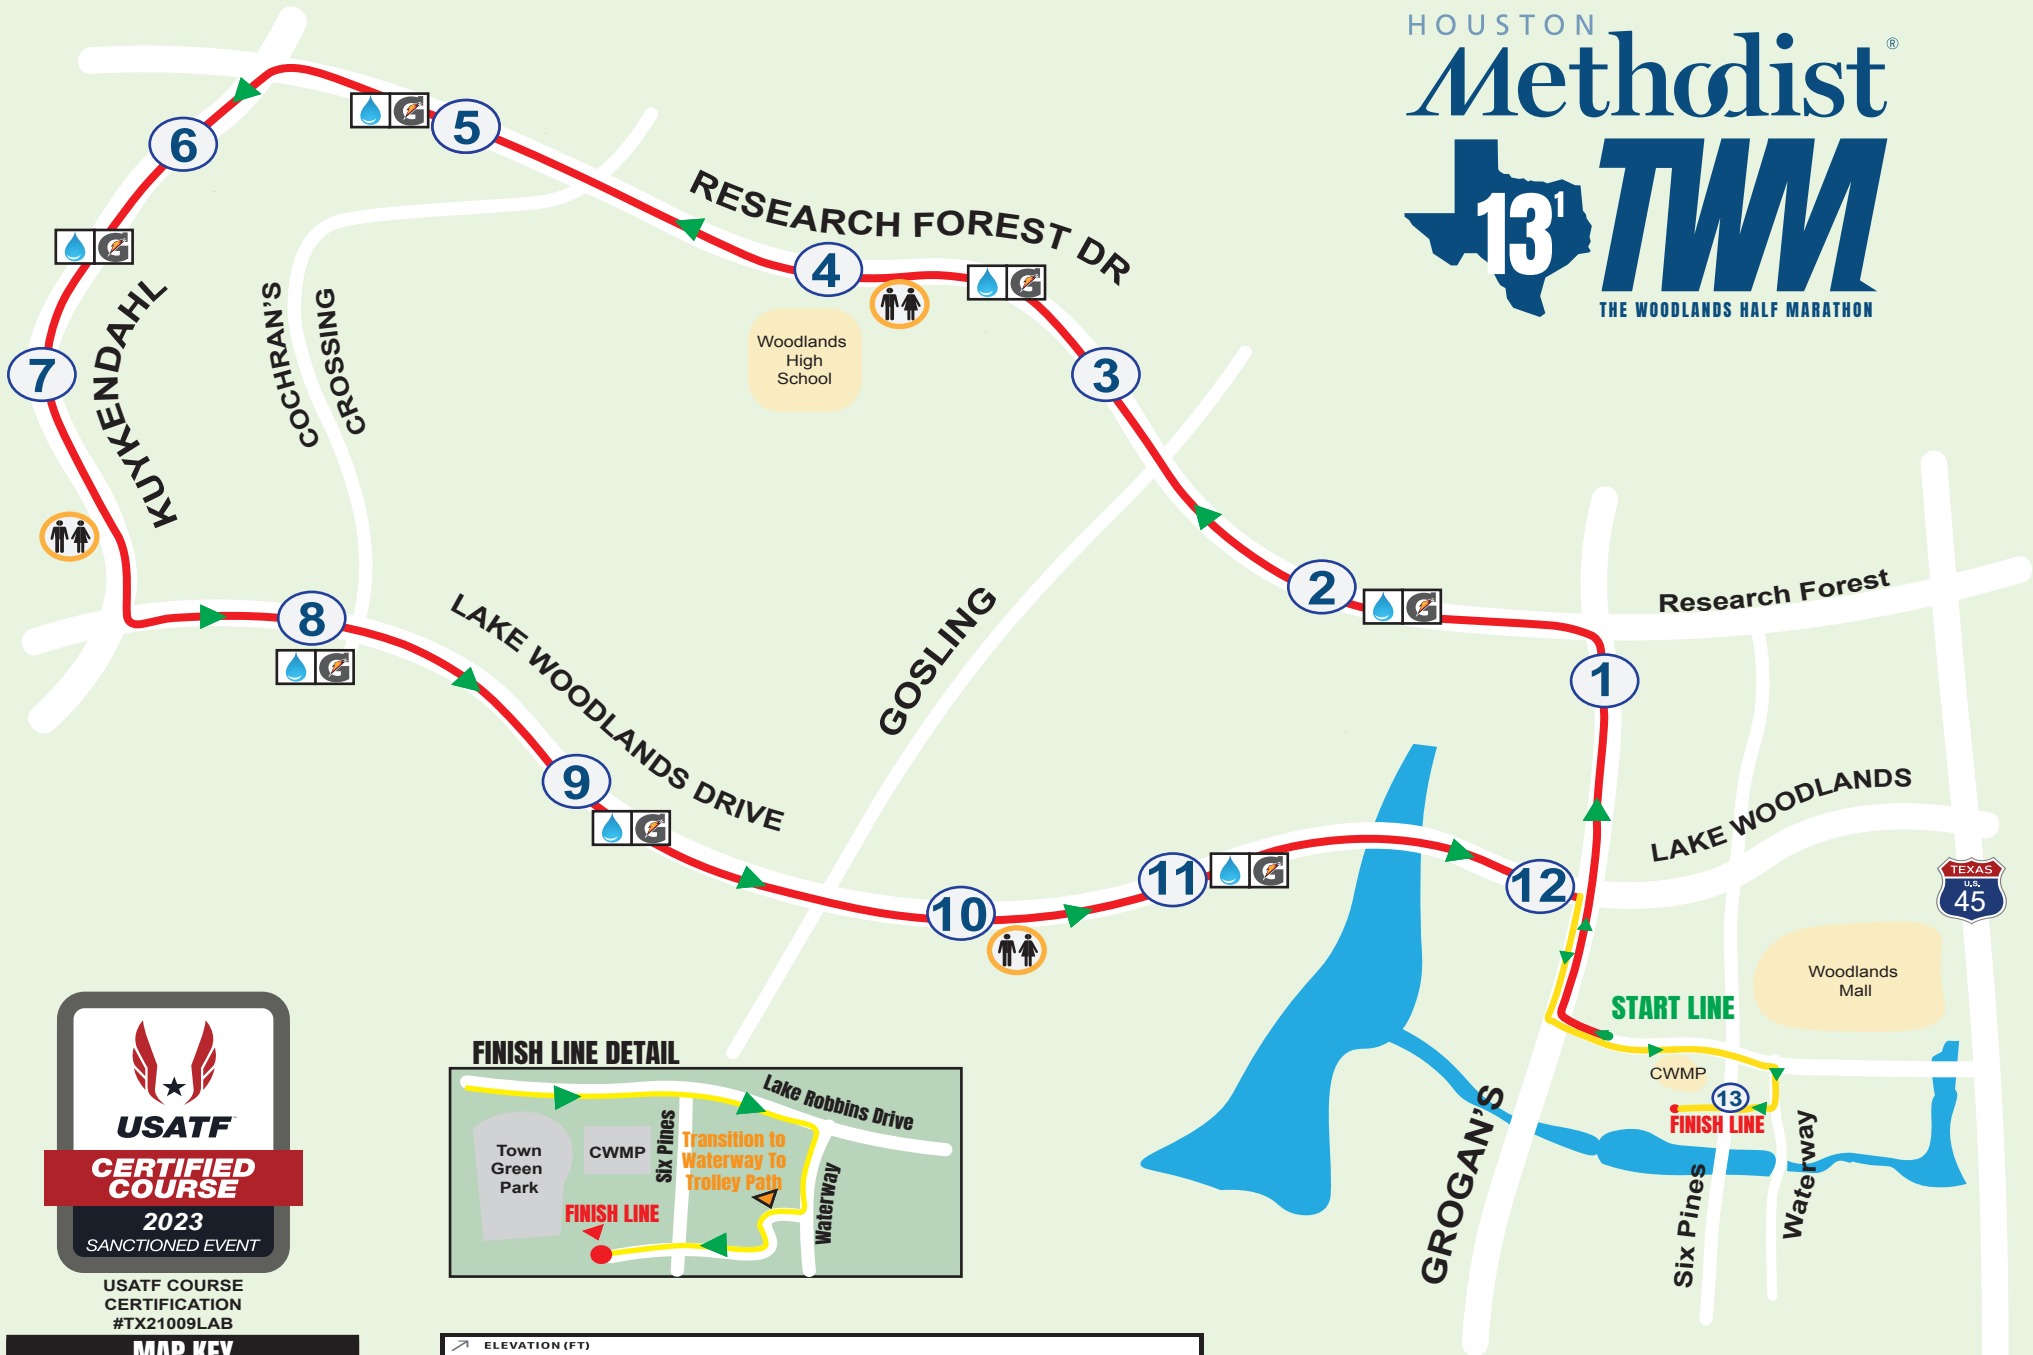 HOUSTON
Methodist®
13¹
TWM
THE WOODLANDS HALF MARATHON
5
6
RESEARCH FOREST DR
4
G
G
G
KUYKENDAHL
COCHRAN'S
CROSSING
Woodlands
High
School
3
7
2
G
Research Forest
1
8
G
LAKE WOODLANDS DRIVE
GOSLING
9
G
LAKE WOODLANDS
11
G
12
10
TEXAS
U.S.
45
Woodlands
Mall
START LINE
CWMP
13
FINISH LINE
GROGAN'S
Six Pines
Waterway
FINISH LINE DETAIL
Lake Robbins Drive
Town
Green
Park
CWMP
Six Pines
Transition to
Waterway To
Trolley Path
Waterway
FINISH LINE
USATF
CERTIFIED
COURSE
2023
SANCTIONED EVENT
USATF COURSE
CERTIFICATION
#TX21009LAB
MAP KEY
ELEVATION (FT)